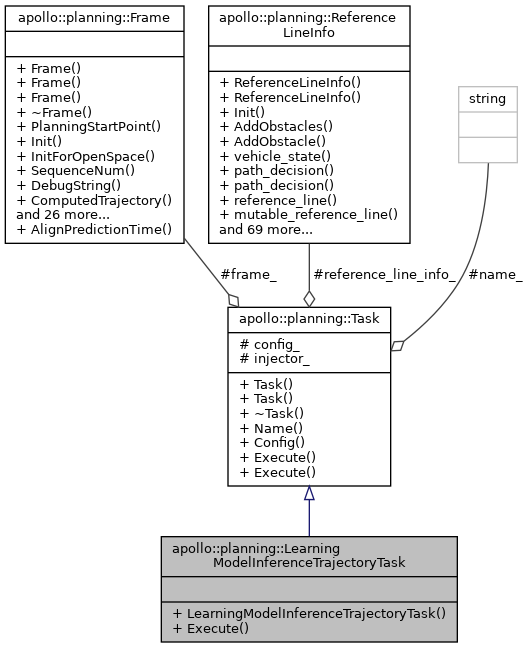 apollo::planning::Frame
+ Frame()
+ Frame()
+ Frame()
+ ~Frame()
+ PlanningStartPoint()
+ Init()
+ InitForOpenSpace()
+ SequenceNum()
+ DebugString()
+ ComputedTrajectory()
and 26 more...
+ AlignPredictionTime()
apollo::planning::Reference
LineInfo
+ ReferenceLineInfo()
+ ReferenceLineInfo()
+ Init()
+ AddObstacles()
+ AddObstacle()
+ vehicle_state()
+ path_decision()
+ path_decision()
+ reference_line()
+ mutable_reference_line()
and 69 more...
string
#frame_
#reference_line_info_
#name_
apollo::planning::Task
# config_
# injector_
+ Task()
+ Task()
+ ~Task()
+ Name()
+ Config()
+ Execute()
+ Execute()
apollo::planning::Learning
ModelInferenceTrajectoryTask
+ LearningModelInferenceTrajectoryTask()
+ Execute()